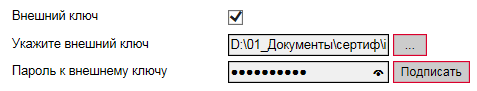 Внешний ключ
Укажите внешний ключ D:\01_Документы\сертиф\i ...
Пароль к внешнему ключу ●●●●●●●●●● Подписать